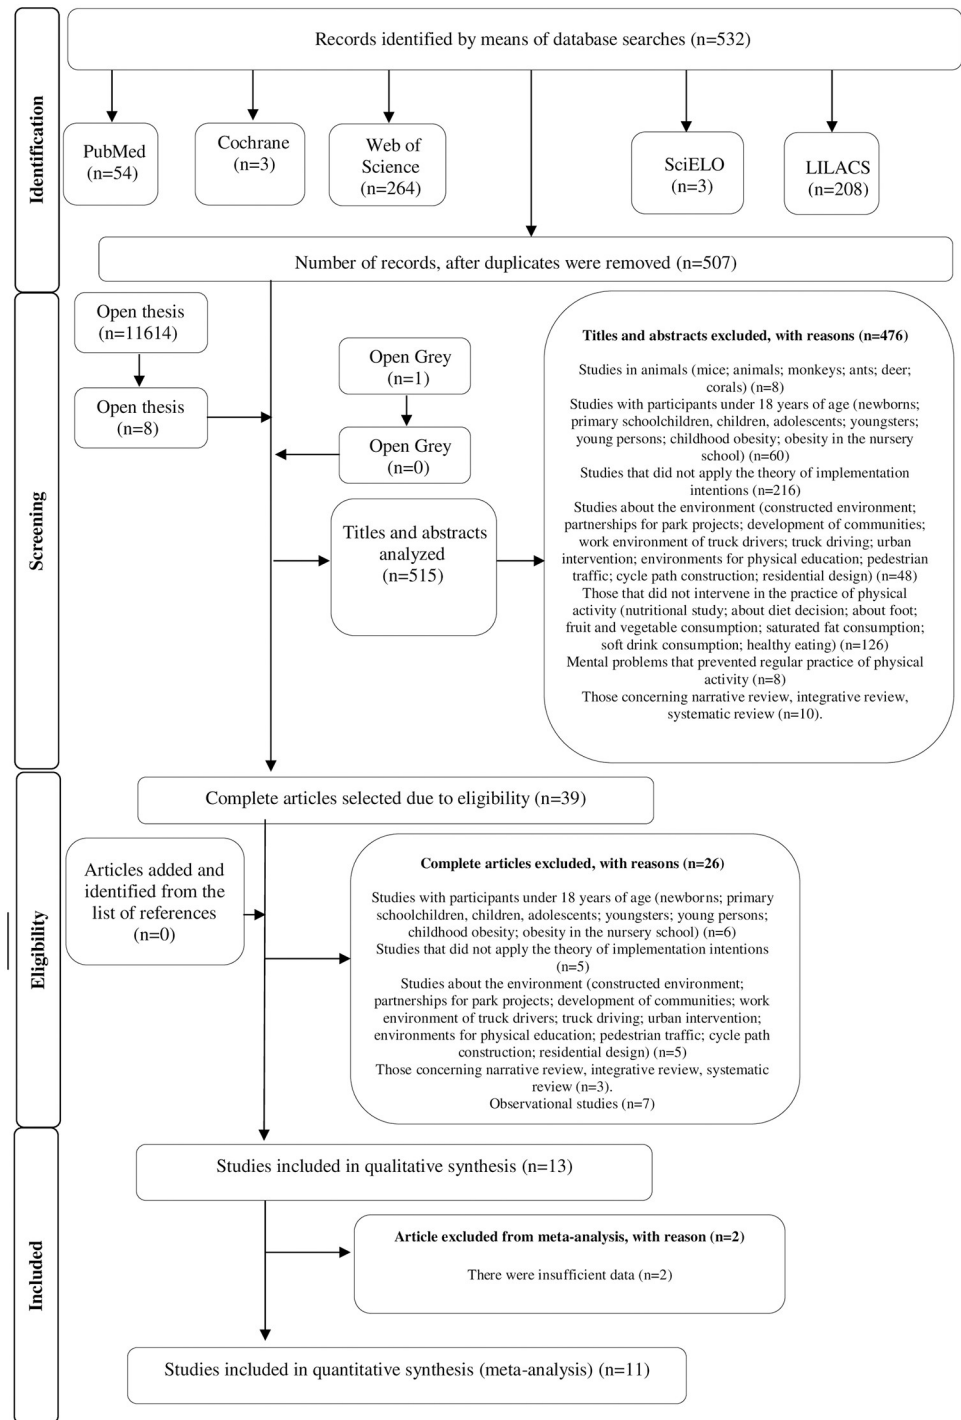 Records identified by means of database searches (n=532)
Identification
PubMed
(n=54)
Cochrane
(n=3)
Web of
Science
(n=264)
SciELO
(n=3)
LILACS
(n=208)
Number of records, after duplicates were removed (n=507)
Screening
Open thesis
(n=11614)
Open thesis
(n=8)
Open Grey
(n=1)
Open Grey
(n=0)
Titles and abstracts
analyzed
(n=515)
Titles and abstracts excluded, with reasons (n=476)
Studies in animals (mice; animals; monkeys; ants; deer;
corals) (n=8)
Studies with participants under 18 years of age (newborns;
primary schoolchildren, children, adolescents; youngsters;
young persons; childhood obesity; obesity in the nursery
school) (n=60)
Studies that did not apply the theory of implementation
intentions (n=216)
Studies about the environment (constructed environment;
partnerships for park projects; development of communities;
work environment of truck drivers; truck driving; urban
intervention; environments for physical education; pedestrian
traffic; cycle path construction; residential design) (n=48)
Those that did not intervene in the practice of physical
activity (nutritional study; about diet decision; about foot;
fruit and vegetable consumption; saturated fat consumption;
soft drink consumption; healthy eating) (n=126)
Mental problems that prevented regular practice of physical
activity (n=8)
Those concerning narrative review, integrative review,
systematic review (n=10).
Complete articles selected due to eligibility (n=39)
Eligibility
Articles added and
identified from the
list of references
(n=0)
Complete articles excluded, with reasons (n=26)
Studies with participants under 18 years of age (newborns; primary
schoolchildren, children, adolescents; youngsters; young persons;
childhood obesity; obesity in the nursery school) (n=6)
Studies that did not apply the theory of implementation intentions
(n=5)
Studies about the environment (constructed environment;
partnerships for park projects; development of communities; work
environment of truck drivers; truck driving; urban intervention;
environments for physical education; pedestrian traffic; cycle path
construction; residential design) (n=5)
Those concerning narrative review, integrative review, systematic
review (n=3).
Observational studies (n=7)
Studies included in qualitative synthesis (n=13)
Included
Article excluded from meta-analysis, with reason (n=2)
There were insufficient data (n=2)
Studies included in quantitative synthesis (meta-analysis) (n=11)